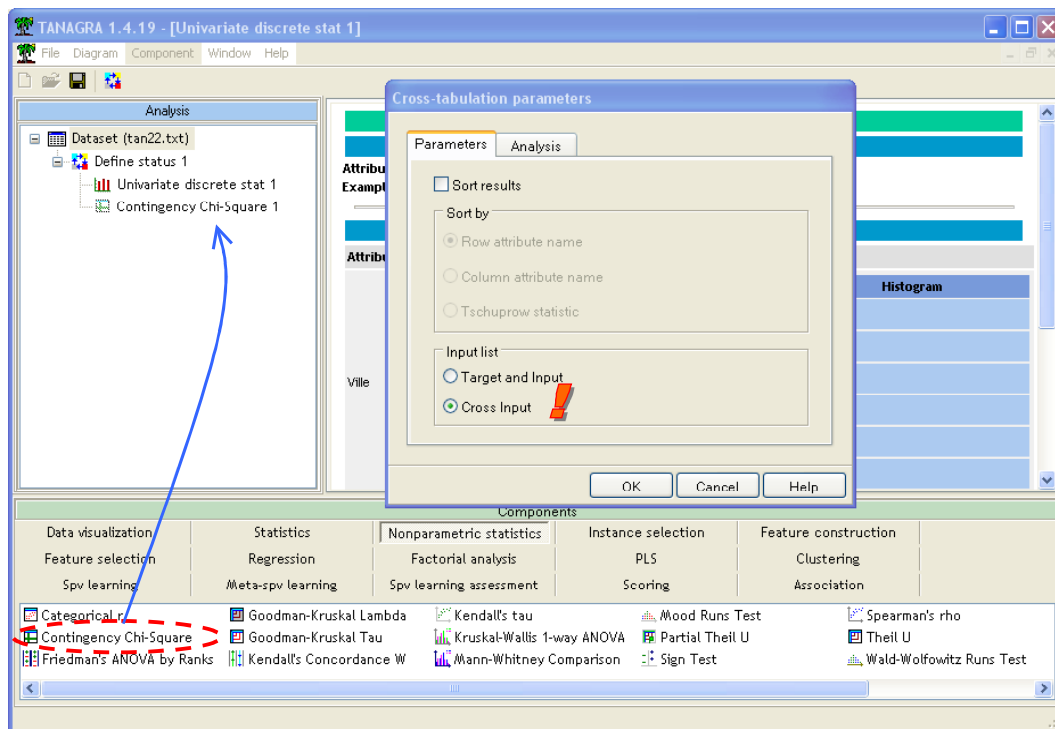 TANAGRA 1.4.19 - [Univariate discrete stat 1]
File Diagram Component Window Help
Analysis
Dataset (tan22.txt)
Define status 1
Univariate discrete stat 1
Contingency Chi-Square 1
Attribu
Exampl
Attribu
Histogram
Ville
Cross-tabulation parameters
Parameters Analysis
Sort results
Sort by
Row attribute name
Column attribute name
Tschuprow statistic
Input list
Target and Input
Cross Input
OK Cancel Help
Components
Data visualization Statistics Nonparametric statistics Instance selection Feature construction
Feature selection Regression Factorial analysis PLS Clustering
Spv learning Meta-spv learning Spv learning assessment Scoring Association
Categorical r Goodman-Kruskal Lambda Kendall's tau Mood Runs Test Spearman's rho
Contingency Chi-Square Goodman-Kruskal Tau Kruskal-Wallis 1-way ANOVA Partial Theil U Theil U
Friedman's ANOVA by Ranks Kendall's Concordance W Mann-Whitney Comparison Sign Test Wald-Wolfowitz Runs Test